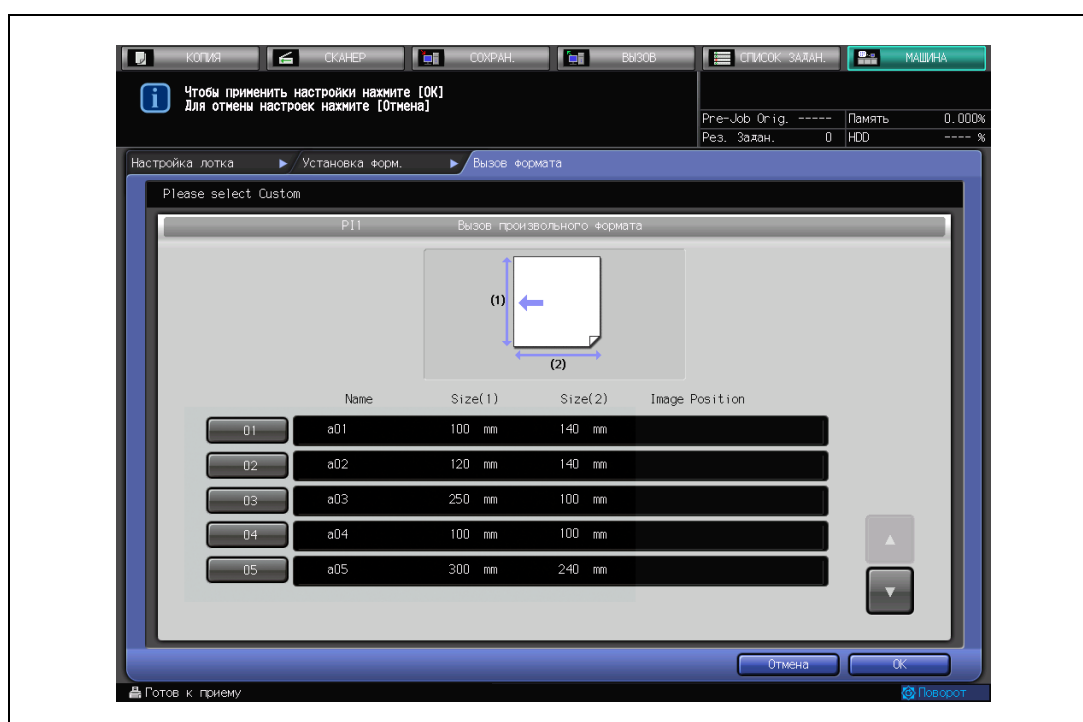 КОПИЯ СКАНЕР СОХРАН. ВЫЗОВ СПИСОК ЗАДАН. МАШИНА
Чтобы применить настройки нажмите [OK]
Для отмены настроек нажмите [Отмена]
Pre-Job Orig. ----- Память 0.000%
Рез. Задан. 0 HDD ---- %
Настройка лотка Установка форм. Вызов формата
Please select Custom
PI1 Вызов произвольного формата
(1)
(2)
Name Size(1) Size(2) Image Position
01 a01 100 mm 140 mm
02 a02 120 mm 140 mm
03 a03 250 mm 100 mm
04 a04 100 mm 100 mm
05 a05 300 mm 240 mm
Отмена OK
Готов к приему Поворот